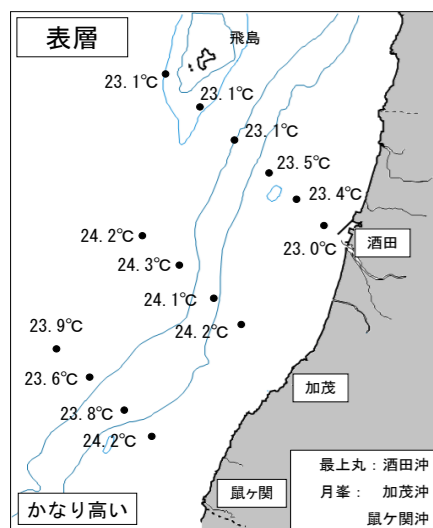 表層
飛島
23.1℃
23.1℃
23.1℃
23.5℃
23.4℃
23.0℃
酒田
24.2℃
24.3℃
24.1℃
24.2℃
23.9℃
23.6℃
23.8℃
24.2℃
加茂
鼠ヶ関
かなり高い
最上丸：酒田沖
月峯： 加茂沖
鼠ケ関沖